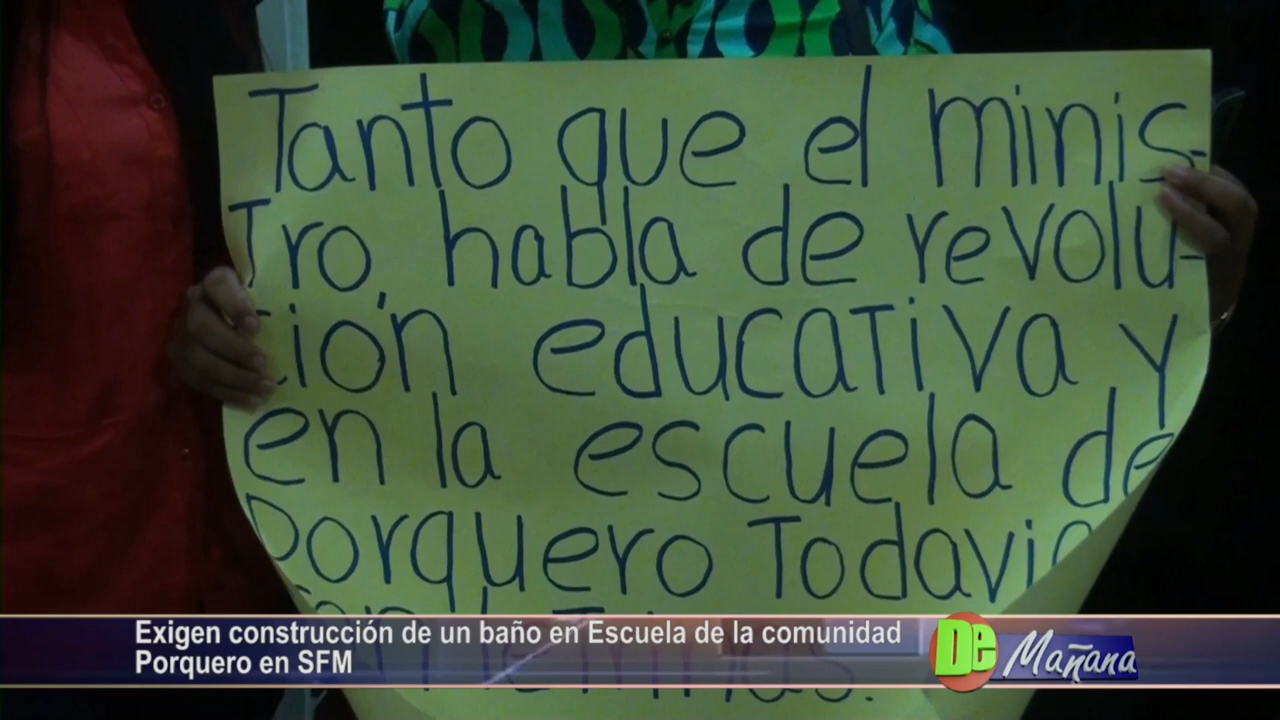 Tanto que el minis-
Tro, habla de revolu-
ción educativa y
en la escuela de
Porquero Todavia
Exigen construcción de un baño en Escuela de la comunidad
Porquero en SFM
De Mañana